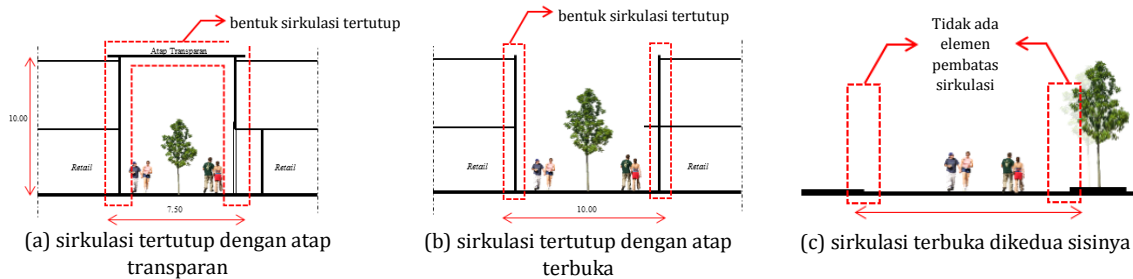 bentuk sirkulasi tertutup
Atap Transparan
10.00
Retail
Retail
7.50
(a) sirkulasi tertutup dengan atap
transparan
bentuk sirkulasi tertutup
Retail
Retail
10.00
(b) sirkulasi tertutup dengan atap
terbuka
Tidak ada
elemen
pembatas
sirkulasi
(c) sirkulasi terbuka dikedua sisinya